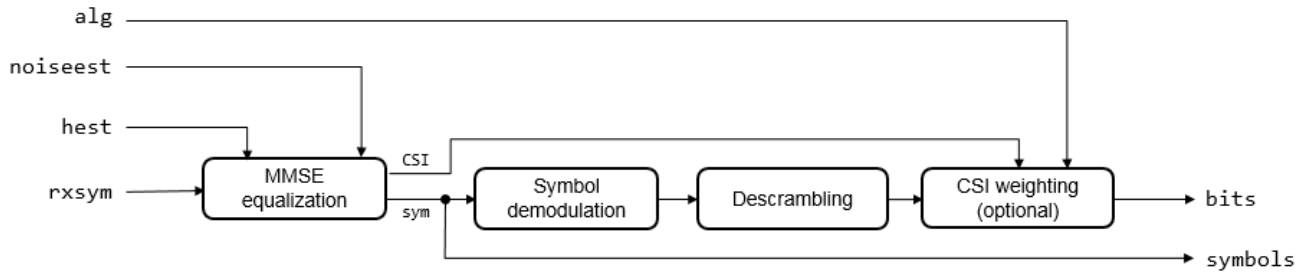 alg
noiseest
hest
rxsym
MMSE
equalization
CSI
sym
Symbol
demodulation
Descrambling
CSI weighting
(optional)
bits
symbols